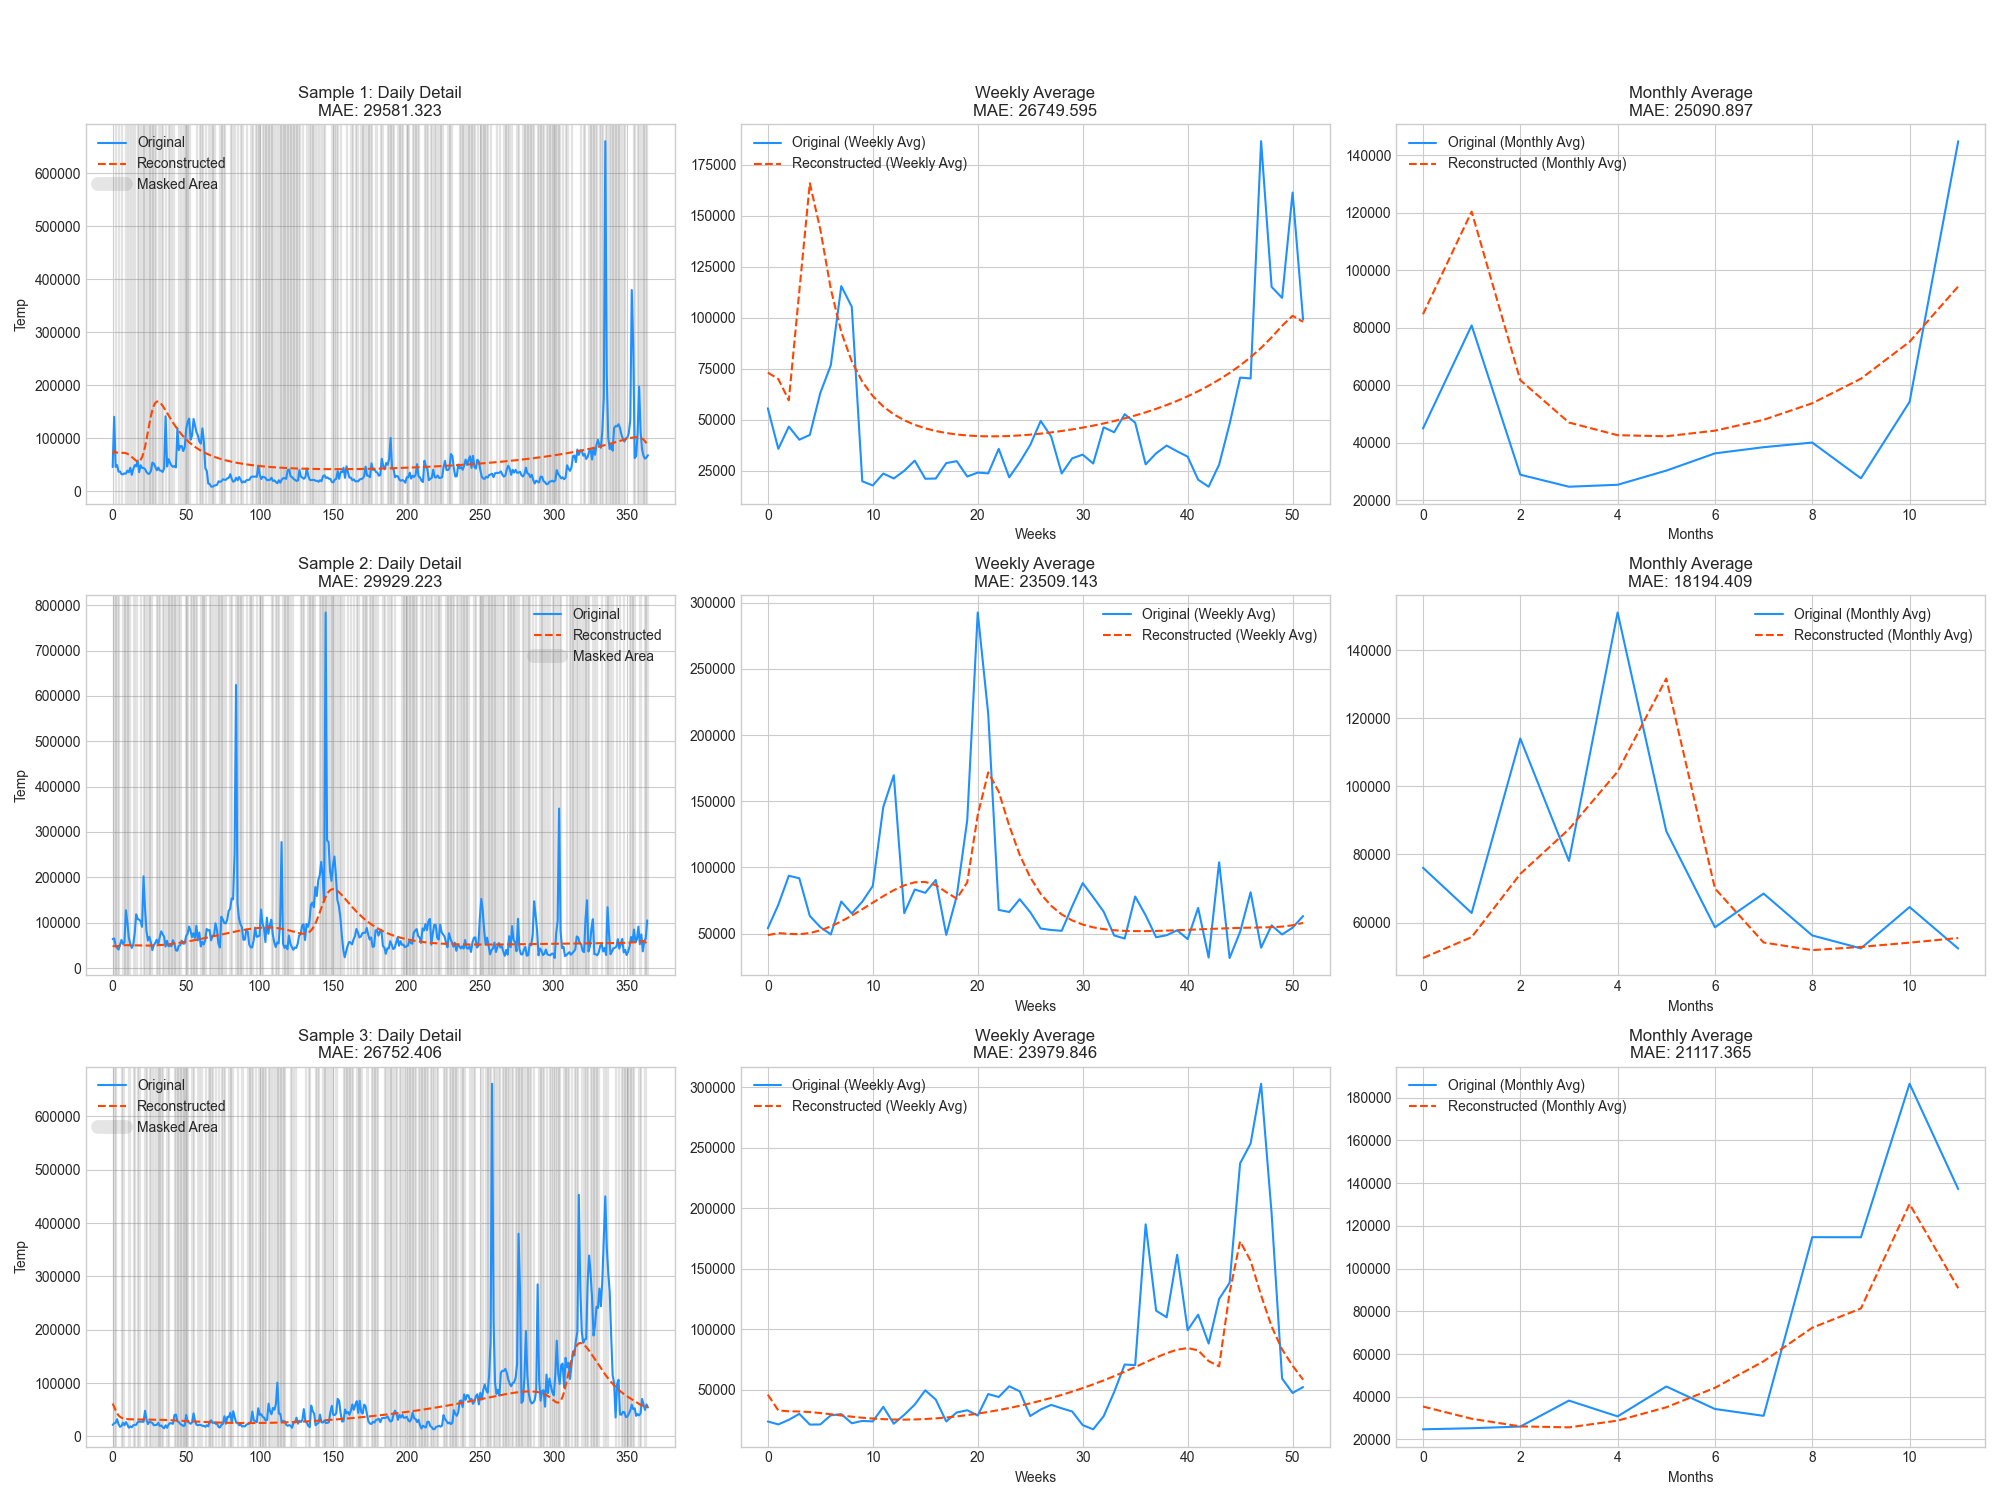 Sample 1: Daily Detail
MAE: 29581.323
Original
Reconstructed
Masked Area
Temp
600000
500000
400000
300000
200000
100000
0
0 50 100 150 200 250 300 350
Weekly Average
MAE: 26749.595
Original (Weekly Avg)
Reconstructed (Weekly Avg)
175000
150000
125000
100000
75000
50000
25000
0 10 20 30 40 50
Weeks
Monthly Average
MAE: 25090.897
Original (Monthly Avg)
Reconstructed (Monthly Avg)
140000
120000
100000
80000
60000
40000
20000
0 2 4 6 8 10
Months
Sample 2: Daily Detail
MAE: 29929.223
Original
Reconstructed
Masked Area
Temp
800000
700000
600000
500000
400000
300000
200000
100000
0
0 50 100 150 200 250 300 350
Weekly Average
MAE: 23509.143
Original (Weekly Avg)
Reconstructed (Weekly Avg)
300000
250000
200000
150000
100000
50000
0 10 20 30 40 50
Weeks
Monthly Average
MAE: 18194.409
Original (Monthly Avg)
Reconstructed (Monthly Avg)
140000
120000
100000
80000
60000
0 2 4 6 8 10
Months
Sample 3: Daily Detail
MAE: 26752.406
Original
Reconstructed
Masked Area
Temp
600000
500000
400000
300000
200000
100000
0
0 50 100 150 200 250 300 350
Weekly Average
MAE: 23979.846
Original (Weekly Avg)
Reconstructed (Weekly Avg)
300000
250000
200000
150000
100000
50000
0 10 20 30 40 50
Weeks
Monthly Average
MAE: 21117.365
Original (Monthly Avg)
Reconstructed (Monthly Avg)
180000
160000
140000
120000
100000
80000
60000
40000
20000
0 2 4 6 8 10
Months